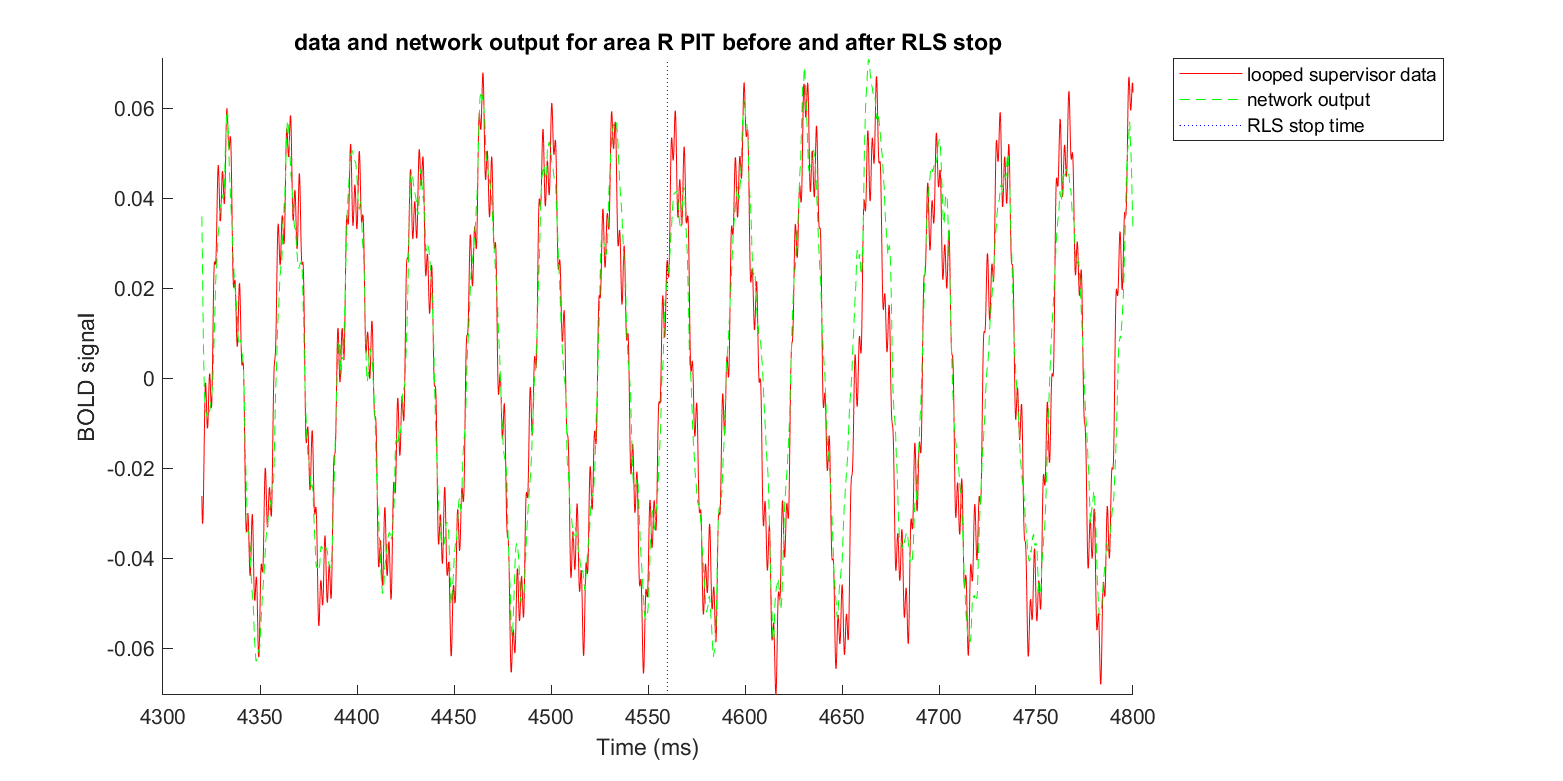 data and network output for area R PIT before and after RLS stop
looped supervisor data
network output
RLS stop time
0.06
0.04
0.02
0
-0.02
-0.04
-0.06
BOLD signal
4300 4350 4400 4450 4500 4550 4600 4650 4700 4750 4800
Time (ms)